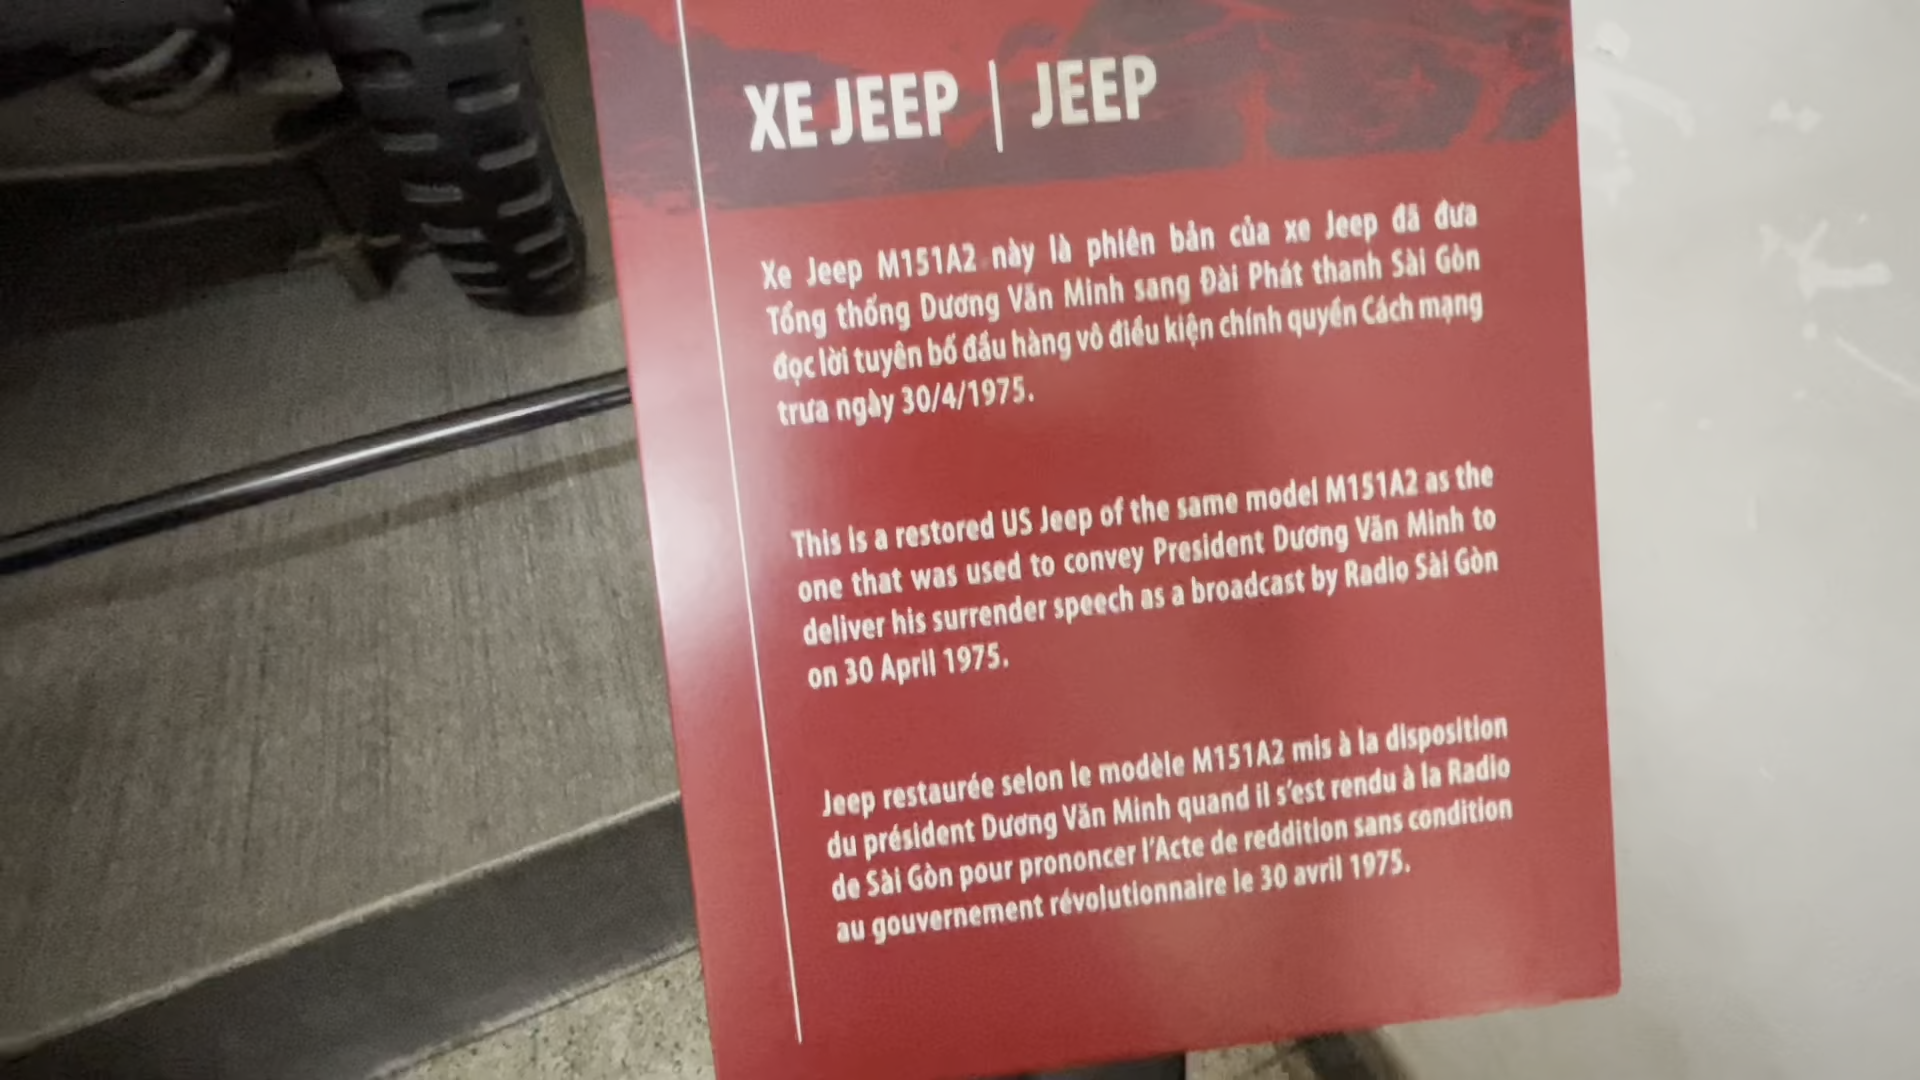 XE JEEP | JEEP
Xe Jeep M151A2 này là phiên bản của xe Jeep đã đưa
Tổng thống Dương Văn Minh sang Đài Phát thanh Sài Gòn
đọc lời tuyên bố đầu hàng vô điều kiện chính quyền Cách mạng
trưa ngày 30/4/1975.
This is a restored US Jeep of the same model M151A2 as the
one that was used to convey President Dương Văn Minh to
deliver his surrender speech as a broadcast by Radio Sài Gòn
on 30 April 1975.
Jeep restaurée selon le modèle M151A2 mis à la disposition
du président Dương Văn Minh quand il s'est rendu à la Radio
de Sài Gòn pour prononcer l'Acte de reddition sans condition
au gouvernement révolutionnaire le 30 avril 1975.